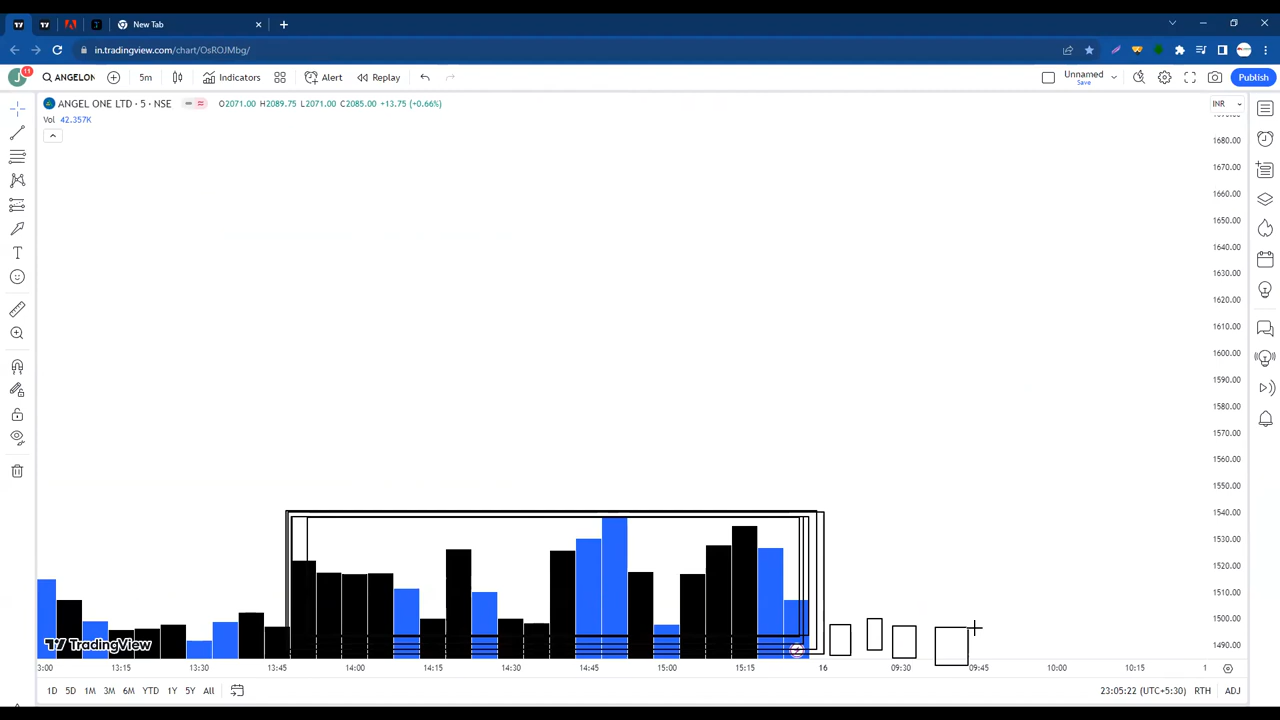 New Tab
in.tradingview.com/chart/OsROJMbg/
J 11 ANGELON 5m Indicators Alert Replay Unnamed Save Publish
ANGEL ONE LTD · 5 · NSE O2071.00 H2089.75 L2071.00 C2085.00 +13.75 (+0.66%) INR
Vol 42.357K
1680.00
1670.00
1660.00
1650.00
1640.00
1630.00
1620.00
1610.00
1600.00
1590.00
1580.00
1570.00
1560.00
1550.00
1540.00
1530.00
1520.00
1510.00
1500.00
1490.00
TradingView
3:00 13:15 13:30 13:45 14:00 14:15 14:30 14:45 15:00 15:15 16 09:30 09:45 10:00 10:15 1
1D 5D 1M 3M 6M YTD 1Y 5Y All 23:05:22 (UTC+5:30) RTH ADJ